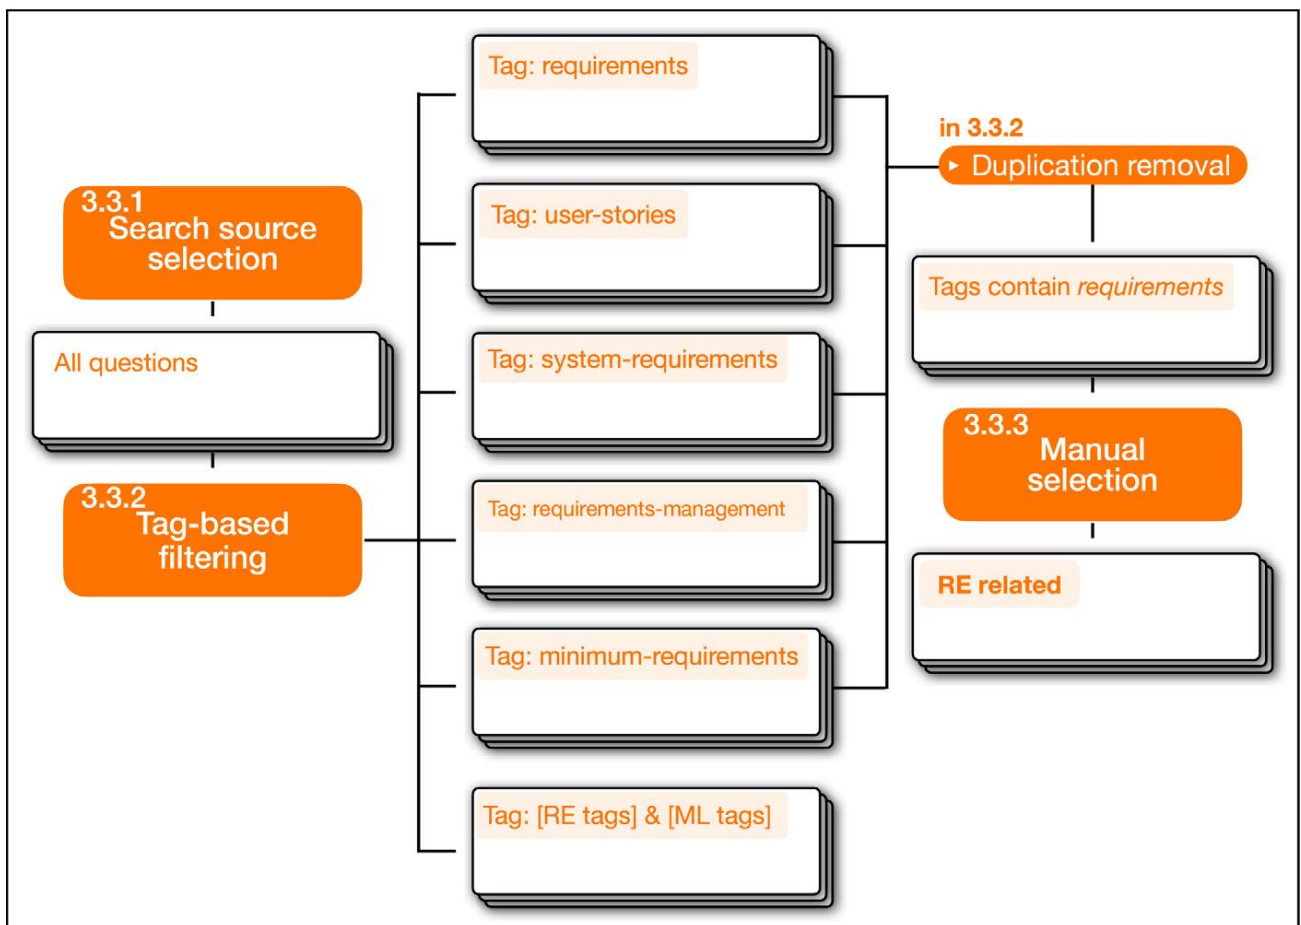 3.3.1
Search source
selection
All questions
3.3.2
Tag-based
filtering
Tag: requirements
Tag: user-stories
Tag: system-requirements
Tag: requirements-management
Tag: minimum-requirements
Tag: [RE tags] & [ML tags]
in 3.3.2
▸ Duplication removal
Tags contain requirements
3.3.3
Manual
selection
RE related